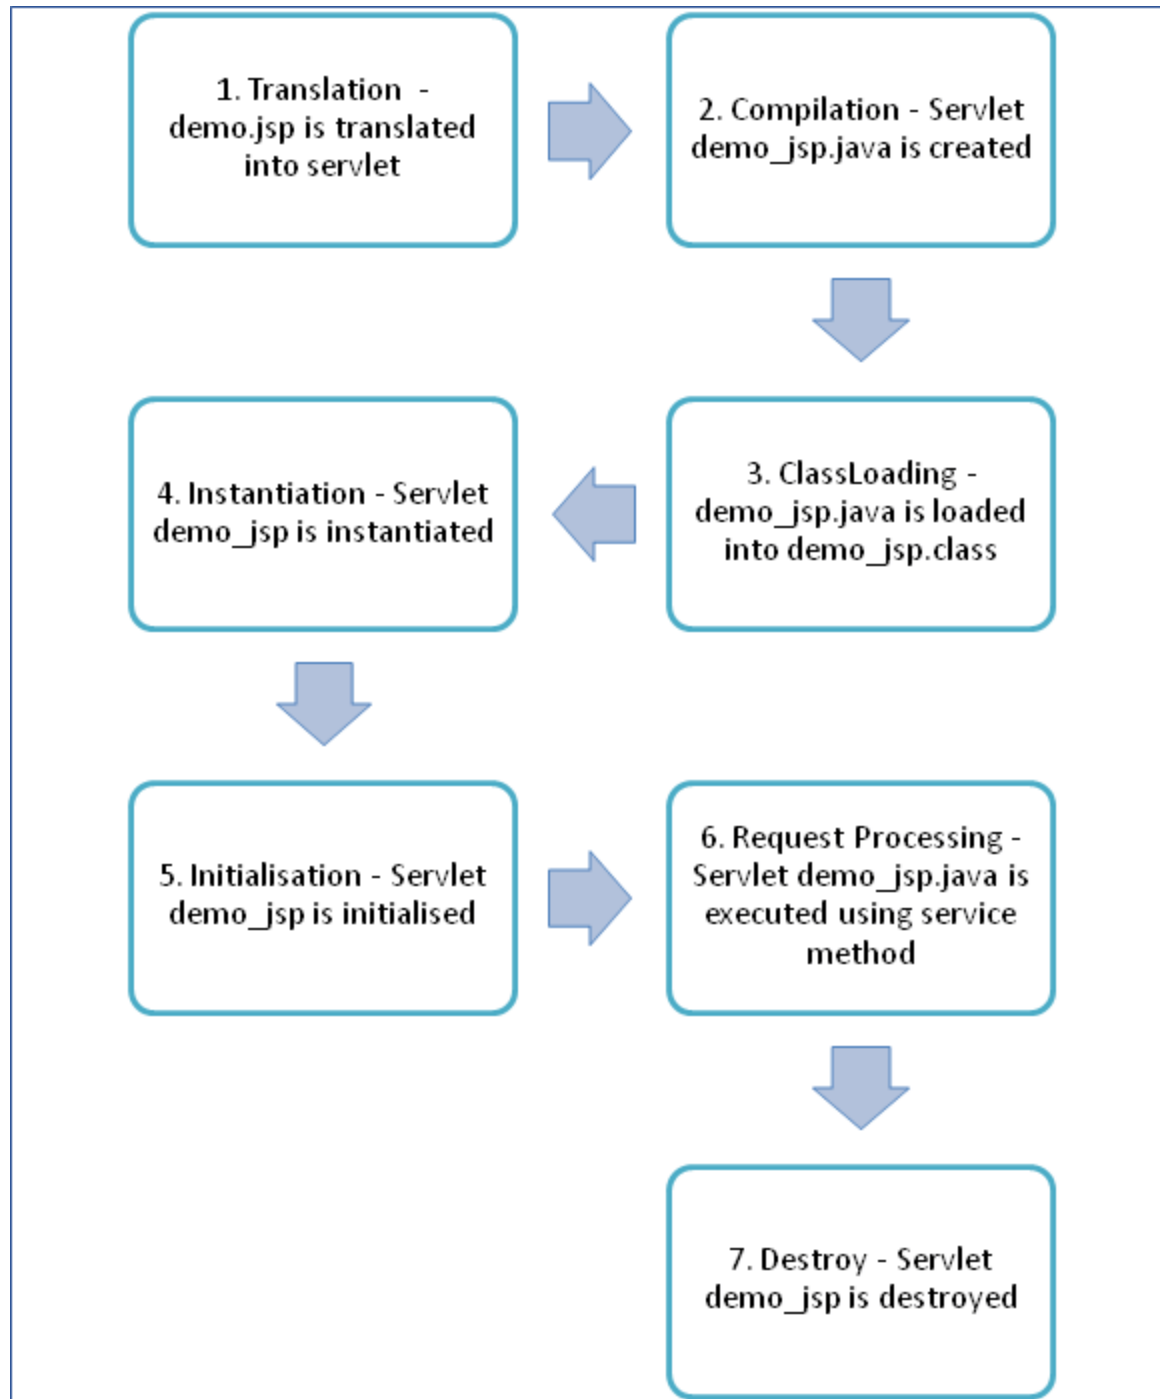 1. Translation -
demo.jsp is translated
into servlet
2. Compilation - Servlet
demo_jsp.java is created
3. ClassLoading -
demo_jsp.java is loaded
into demo_jsp.class
4. Instantiation - Servlet
demo_jsp is instantiated
5. Initialisation - Servlet
demo_jsp is initialised
6. Request Processing -
Servlet demo_jsp.java is
executed using service
method
7. Destroy - Servlet
demo_jsp is destroyed